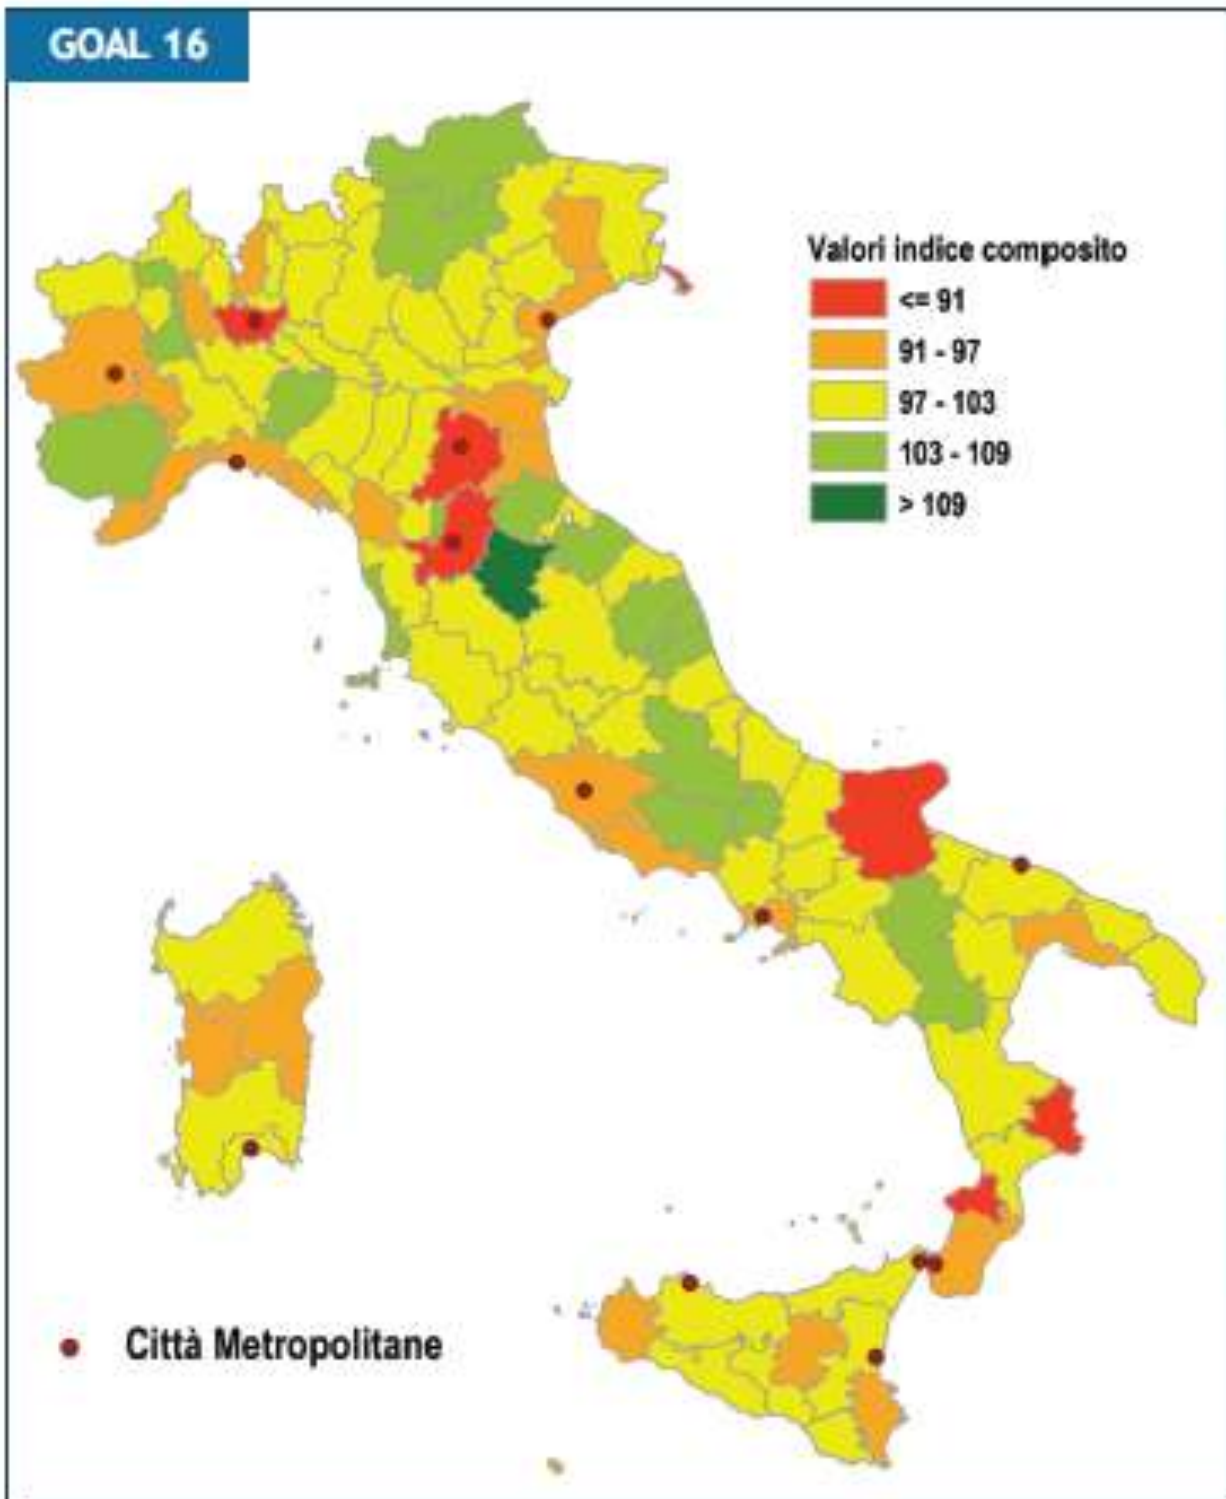 GOAL 16
Valori indice composito
<= 91
91 - 97
97 - 103
103 - 109
> 109
Città Metropolitane